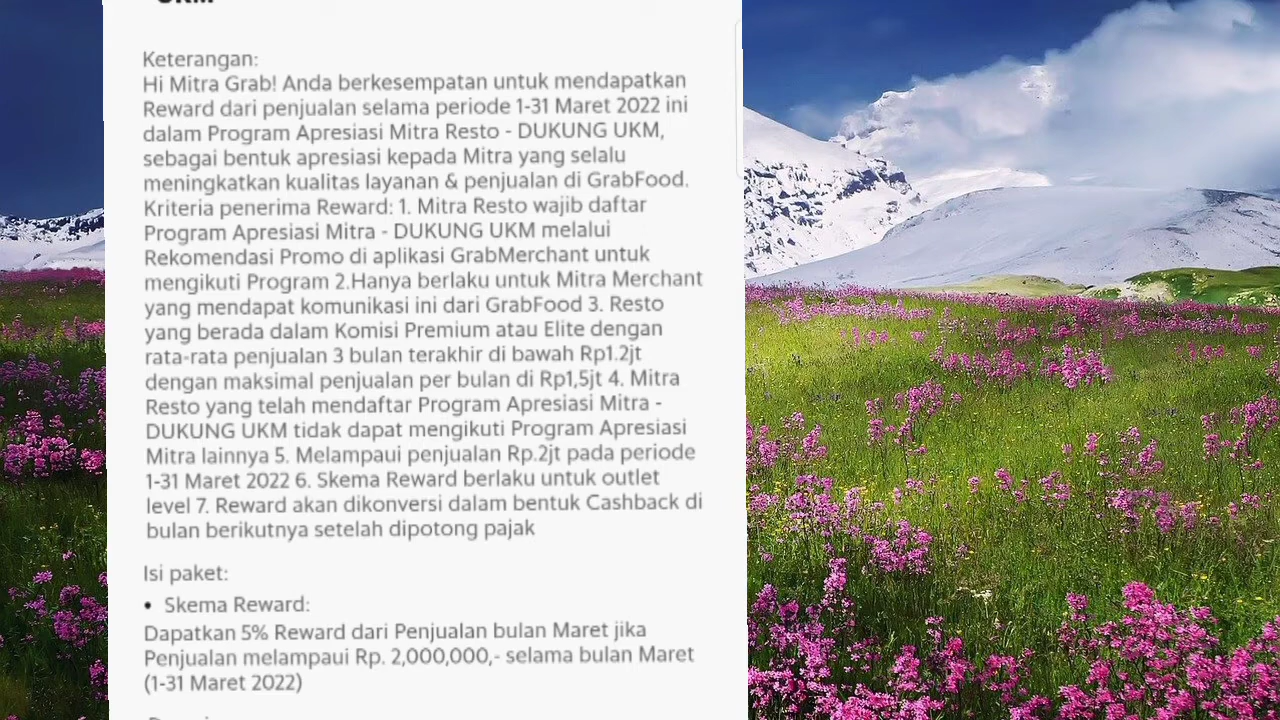 UKM
Keterangan:
Hi Mitra Grab! Anda berkesempatan untuk mendapatkan
Reward dari penjualan selama periode 1-31 Maret 2022 ini
dalam Program Apresiasi Mitra Resto - DUKUNG UKM,
sebagai bentuk apresiasi kepada Mitra yang selalu
meningkatkan kualitas layanan & penjualan di GrabFood.
Kriteria penerima Reward: 1. Mitra Resto wajib daftar
Program Apresiasi Mitra - DUKUNG UKM melalui
Rekomendasi Promo di aplikasi GrabMerchant untuk
mengikuti Program 2.Hanya berlaku untuk Mitra Merchant
yang mendapat komunikasi ini dari GrabFood 3. Resto
yang berada dalam Komisi Premium atau Elite dengan
rata-rata penjualan 3 bulan terakhir di bawah Rp1.2jt
dengan maksimal penjualan per bulan di Rp1,5jt 4. Mitra
Resto yang telah mendaftar Program Apresiasi Mitra -
DUKUNG UKM tidak dapat mengikuti Program Apresiasi
Mitra lainnya 5. Melampaui penjualan Rp.2jt pada periode
1-31 Maret 2022 6. Skema Reward berlaku untuk outlet
level 7. Reward akan dikonversi dalam bentuk Cashback di
bulan berikutnya setelah dipotong pajak
Isi paket:
• Skema Reward:
Dapatkan 5% Reward dari Penjualan bulan Maret jika
Penjualan melampaui Rp. 2,000,000,- selama bulan Maret
(1-31 Maret 2022)